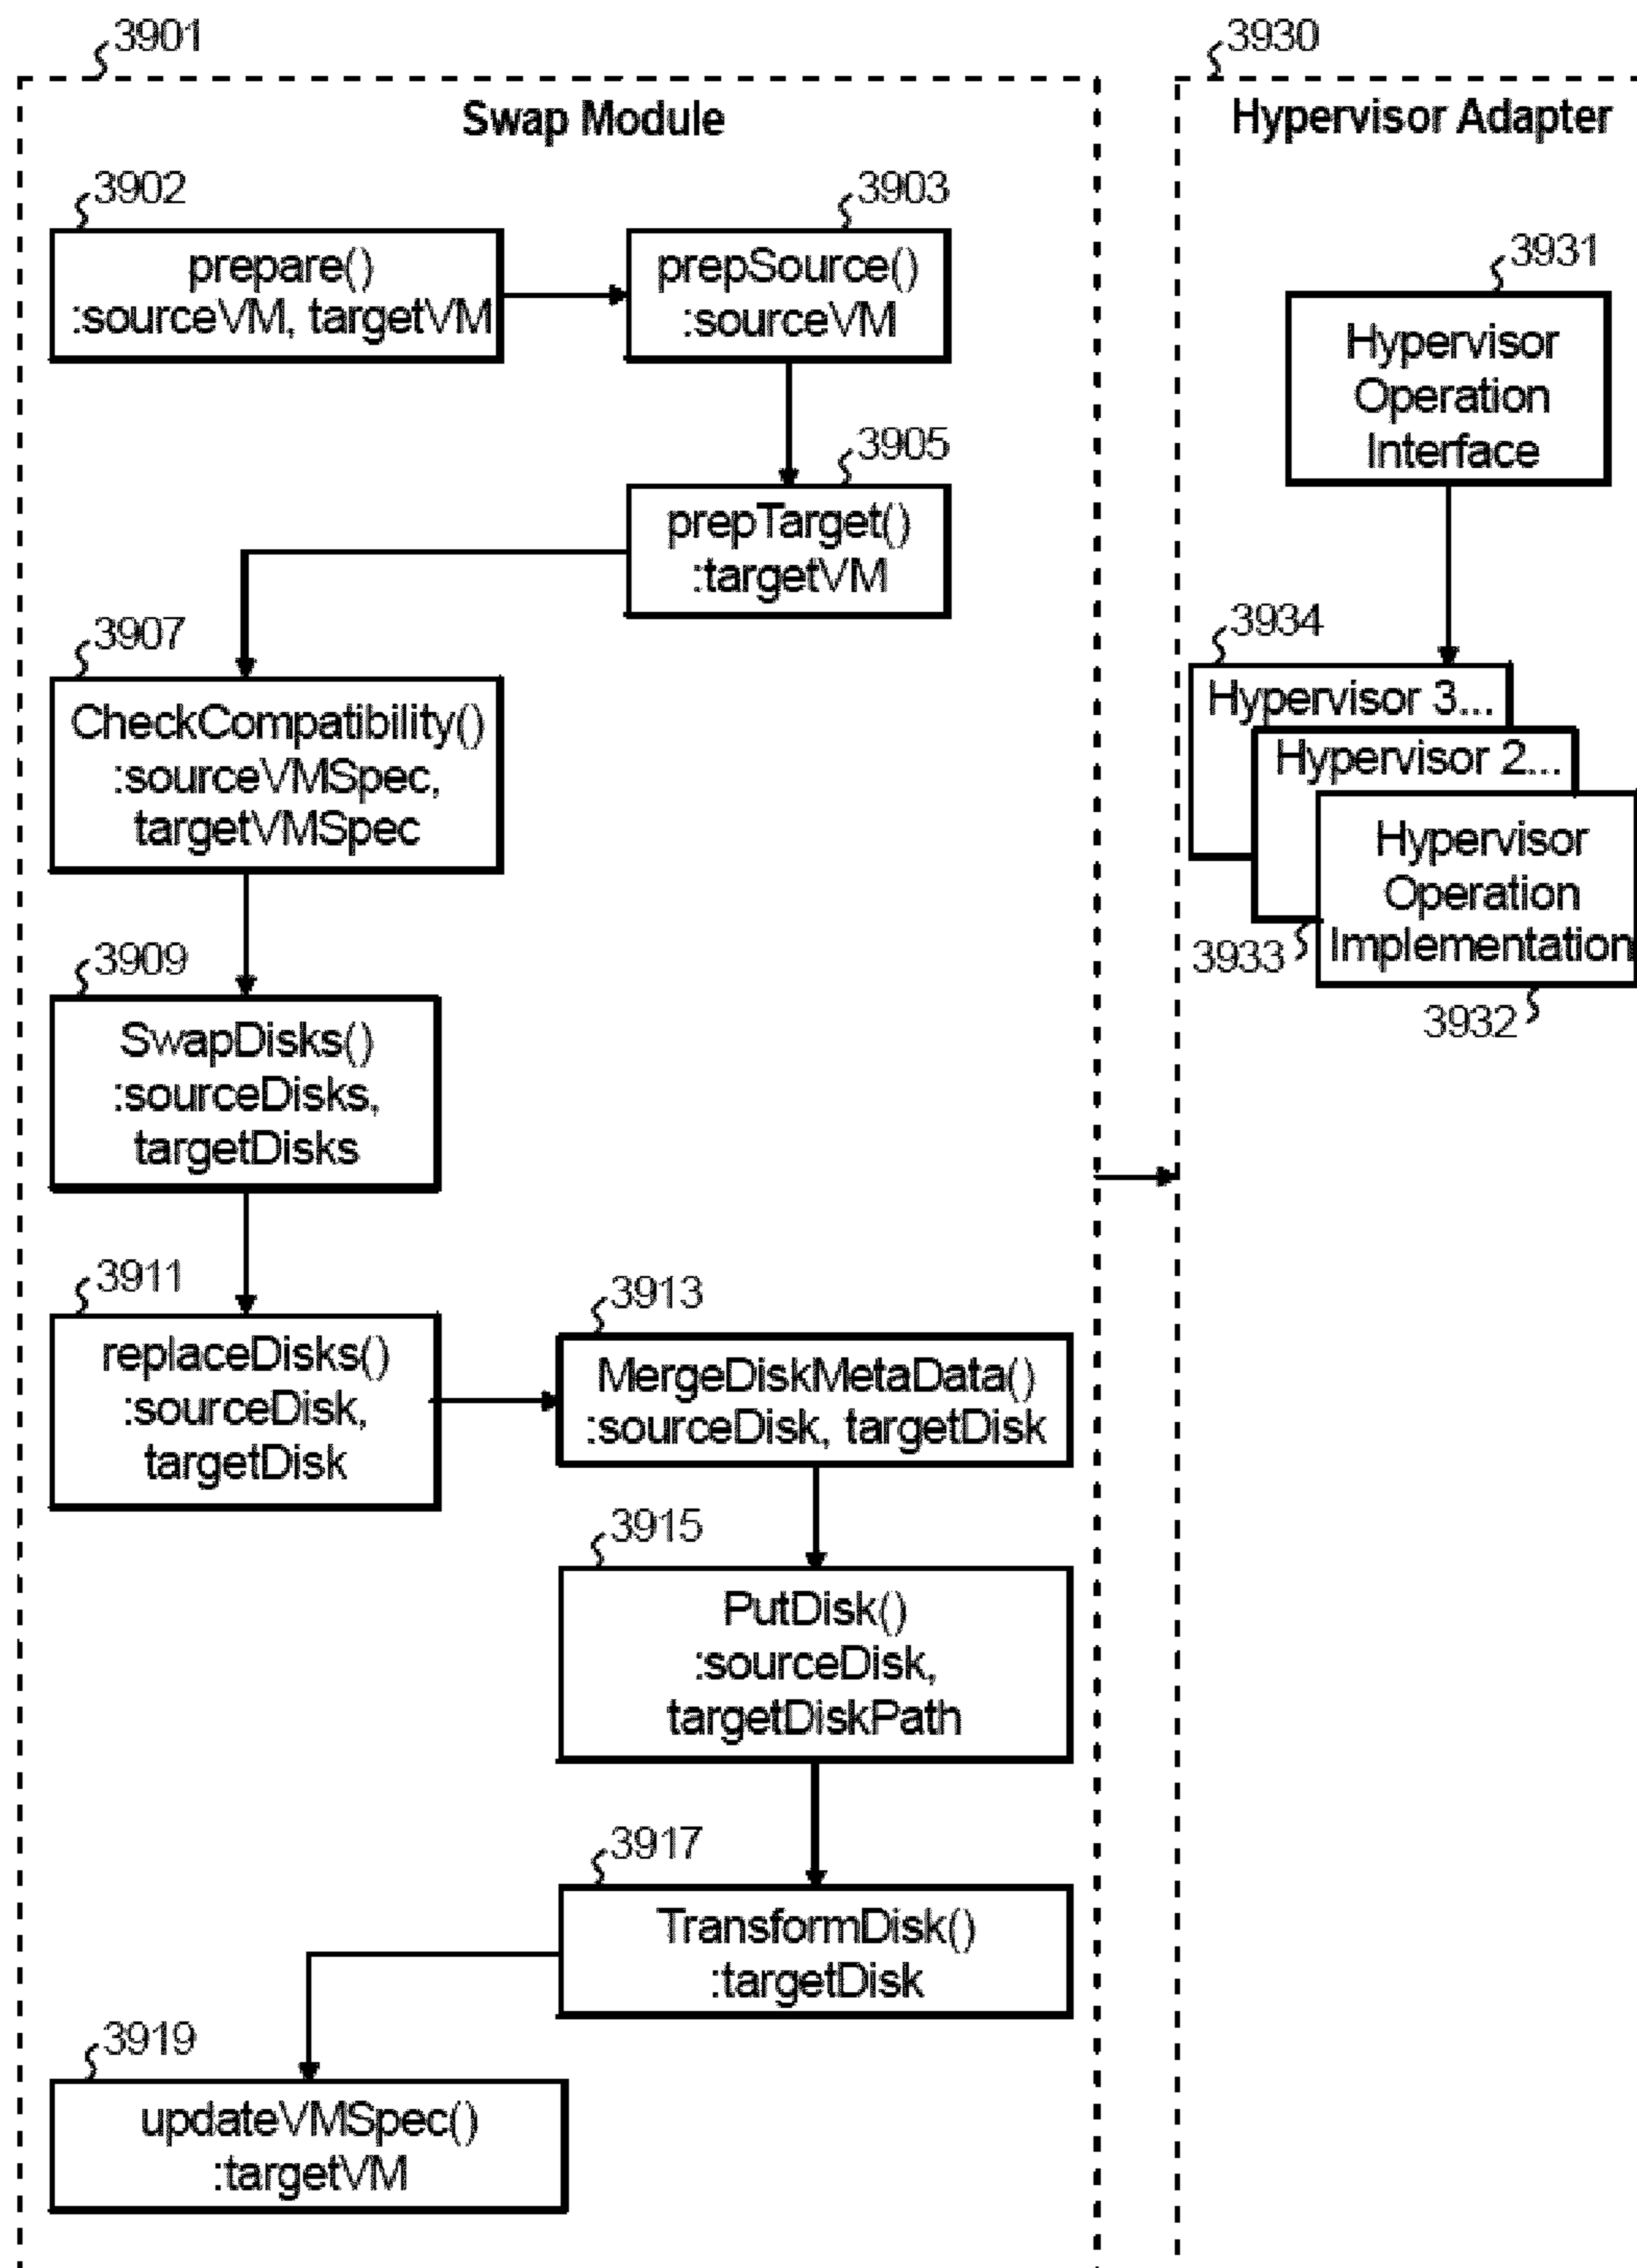 3901
Swap Module
3902
prepare()
:sourceVM, targetVM
3903
prepSource()
:sourceVM
3905
prepTarget()
:targetVM
3907
CheckCompatibility()
:sourceVMSpec,
targetVMSpec
3909
SwapDisks()
:sourceDisks,
targetDisks
3911
replaceDisks()
:sourceDisk,
targetDisk
3913
MergeDiskMetaData()
:sourceDisk, targetDisk
3915
PutDisk()
:sourceDisk,
targetDiskPath
3917
TransformDisk()
:targetDisk
3919
updateVMSpec()
:targetVM
3930
Hypervisor Adapter
3931
Hypervisor
Operation
Interface
3934
Hypervisor 3...
Hypervisor 2...
Hypervisor
Operation
Implementation
3933
3932